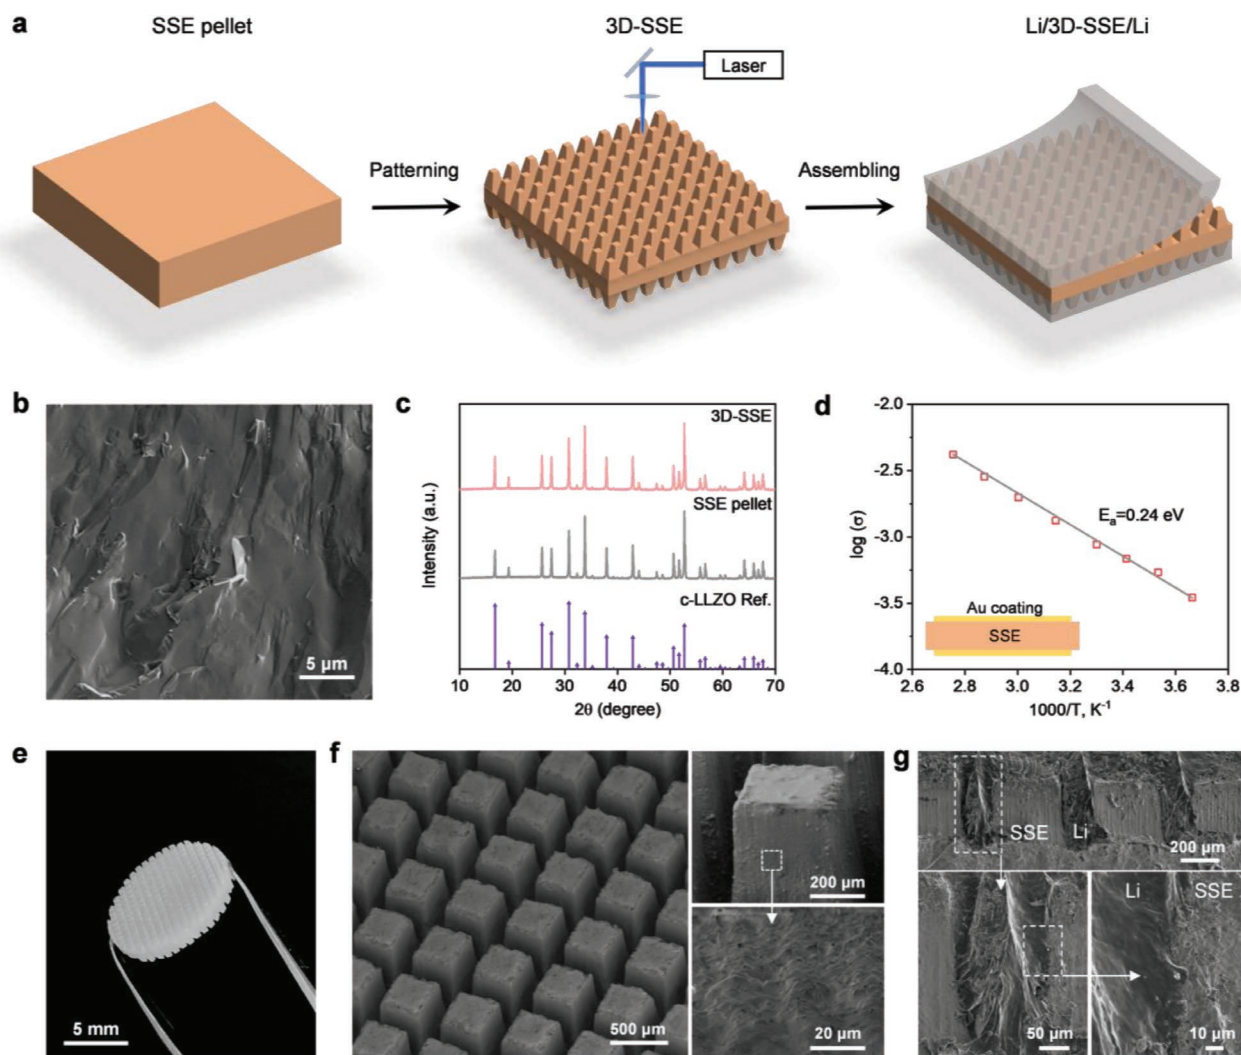 a
SSE pellet
3D-SSE
Li/3D-SSE/Li
Laser
Patterning
Assembling
b
5 μm
c
3D-SSE
SSE pellet
c-LLZO Ref.
Intensity (a.u.)
10 20 30 40 50 60 70
2θ (degree)
d
-2.0
-2.5
-3.0
-3.5
-4.0
log (σ)
Eₐ=0.24 eV
Au coating
SSE
2.6 2.8 3.0 3.2 3.4 3.6 3.8
1000/T, K⁻¹
e
5 mm
f
500 μm
200 μm
20 μm
g
SSE
Li
200 μm
50 μm
Li
SSE
10 μm